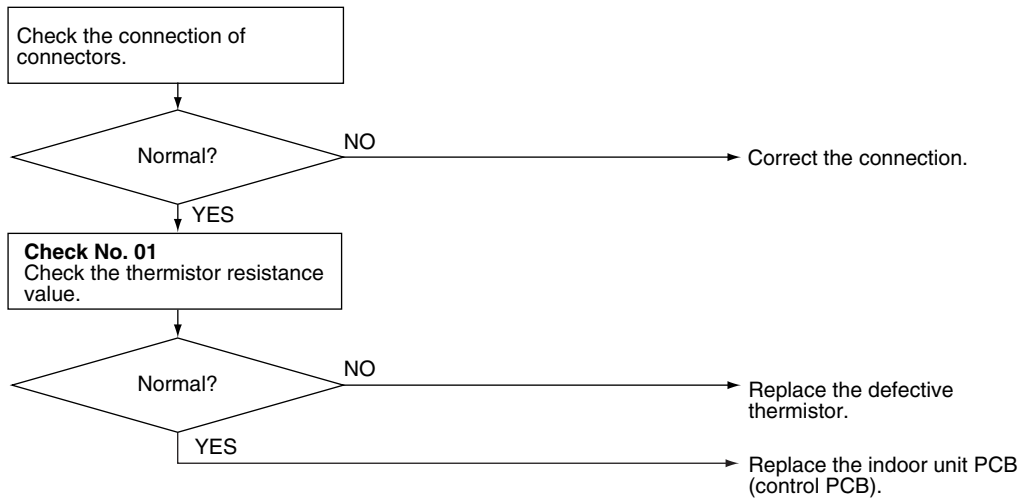 Check the connection of
connectors.
Normal?
NO
Correct the connection.
YES
Check No. 01
Check the thermistor resistance
value.
Normal?
NO
Replace the defective
thermistor.
YES
Replace the indoor unit PCB
(control PCB).